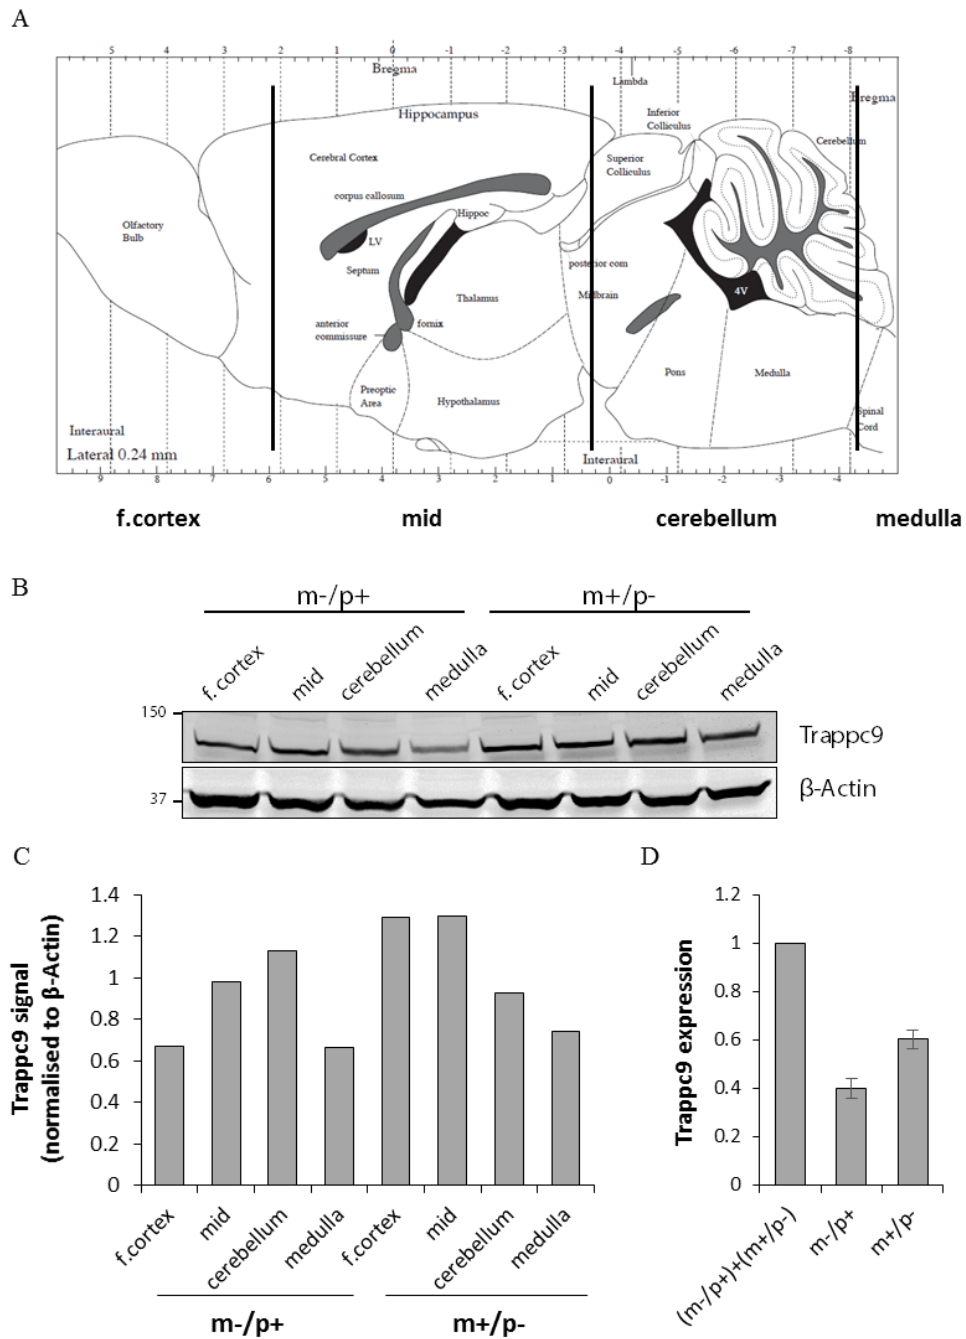 A
5 4 3 2 1 0 -1 -2 -3 -4 -5 -6 -7 -8
Bregma
Lambda
Bregma
Hippocampus
Inferior
Colliculus
Cerebellum
Cerebral Cortex
Superior
Colliculus
corpus callosum
Hippoc
Olfactory
Bulb
LV
Septum
posterior com
Thalamus
Midbrain
4V
anterior
commissure
fornix
Pons
Medulla
Preoptic
Area
Hypothalamus
Spinal
Cord
Interaural
Lateral 0.24 mm
Interaural
9 8 7 6 5 4 3 2 1 0 -1 -2 -3 -4
f.cortex mid cerebellum medulla
B
m-/p+ m+/p-
f. cortex mid cerebellum medulla f. cortex mid cerebellum medulla
150
Trappc9
37
β-Actin
C
Trappc9 signal
(normalised to β-Actin)
1.4
1.2
1
0.8
0.6
0.4
0.2
0
f.cortex mid cerebellum medulla f.cortex mid cerebellum medulla
m-/p+ m+/p-
D
Trappc9 expression
1.2
1
0.8
0.6
0.4
0.2
0
(m-/p+)+(m+/p-) m-/p+ m+/p-